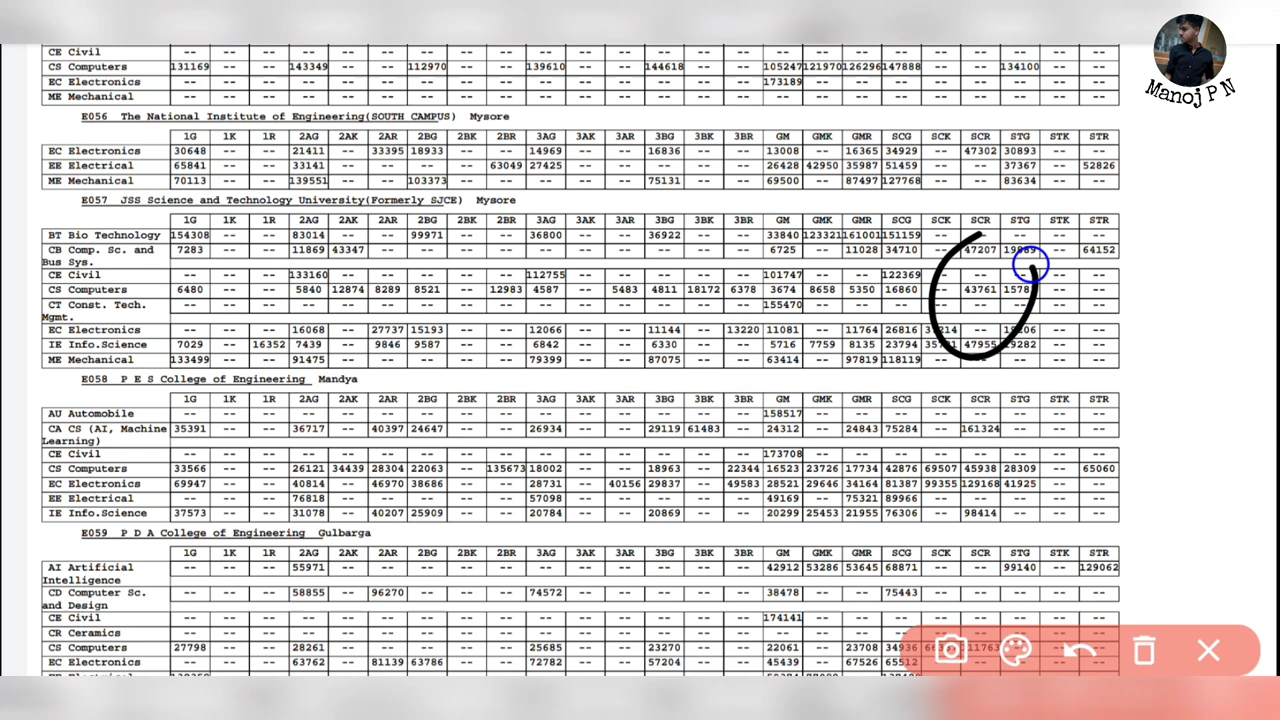 CE Civil -- -- -- -- -- -- -- -- -- -- -- -- -- -- -- -- -- -- -- -- -- -- -- --
CS Computers 131169 -- -- 143349 -- -- 112970 -- -- 139610 -- -- 144618 -- -- 105247 121970 126296 147888 -- -- 134100 -- --
EC Electronics -- -- -- -- -- -- -- -- -- -- -- -- -- -- -- 173189 -- -- -- -- -- -- -- --
ME Mechanical -- -- -- -- -- -- -- -- -- -- -- -- -- -- -- -- -- -- -- -- -- -- -- --
E056 The National Institute of Engineering(SOUTH CAMPUS) Mysore
1G 1K 1R 2AG 2AK 2AR 2BG 2BK 2BR 3AG 3AK 3AR 3BG 3BK 3BR GM GMK GMR SCG SCK SCR STG STK STR
EC Electronics 30648 -- -- 21411 -- 33395 18933 -- -- 14969 -- -- 16836 -- -- 13008 -- 16365 34929 -- 47302 30893 -- --
EE Electrical 65841 -- -- 33141 -- -- -- -- 63049 27425 -- -- -- -- -- 26428 42950 35987 51459 -- -- 37367 -- 52826
ME Mechanical 70113 -- -- 139551 -- -- 103373 -- -- -- -- -- 75131 -- -- 69500 -- 87497 127768 -- -- 83634 -- --
E057 JSS Science and Technology University(Formerly SJCE) Mysore
1G 1K 1R 2AG 2AK 2AR 2BG 2BK 2BR 3AG 3AK 3AR 3BG 3BK 3BR GM GMK GMR SCG SCK SCR STG STK STR
BT Bio Technology 154308 -- -- 83014 -- -- 99971 -- -- 36800 -- -- 36922 -- -- 33840 123321 161001 151159 -- -- -- -- --
CB Comp. Sc. and 7283 -- -- 11869 43347 -- -- -- -- -- -- -- -- -- -- 6725 -- 11028 34710 -- 47207 -- 64152
Bus Sys.
CE Civil -- -- -- 133160 -- -- -- -- -- 112755 -- -- -- -- -- 101747 -- -- 122369 -- -- -- --
CS Computers 6480 -- -- 5840 12874 8289 8521 -- 12983 4587 -- 5483 4811 18172 6378 3674 8658 5350 16860 -- 43761 -- --
CT Const. Tech. -- -- -- -- -- -- -- -- -- -- -- -- -- -- -- 155470 -- -- -- -- -- -- -- --
Mgmt.
EC Electronics -- -- -- 16068 -- 27737 15193 -- -- 12066 -- -- 11144 -- 13220 11081 -- 11764 26816 -- -- --
IE Info.Science 7029 -- 16352 7439 -- 9846 9587 -- -- 6842 -- -- 6330 -- -- 5716 7759 8135 23794 47955 19282 -- --
ME Mechanical 133499 -- -- 91475 -- -- -- -- -- 79399 -- -- 87075 -- -- 63414 -- 97819 118119 -- -- -- -- --
E058 P E S College of Engineering Mandya
1G 1K 1R 2AG 2AK 2AR 2BG 2BK 2BR 3AG 3AK 3AR 3BG 3BK 3BR GM GMK GMR SCG SCK SCR STG STK STR
AU Automobile -- -- -- -- -- -- -- -- -- -- -- -- -- -- -- 158517 -- -- -- -- -- -- -- --
CA CS (AI, Machine 35391 -- -- 36717 -- 40397 24647 -- -- 26934 -- -- 29119 61483 -- 24312 -- 24843 75284 -- 161324 -- -- --
Learning)
CE Civil -- -- -- -- -- -- -- -- -- -- -- -- -- -- -- 173708 -- -- -- -- -- -- -- --
CS Computers 33566 -- -- 26121 34439 28304 22063 -- 135673 18002 -- -- 18963 -- 22344 16523 23726 17734 42876 69507 45938 28309 -- 65060
EC Electronics 69947 -- -- 40814 -- 46970 38686 -- -- 28731 -- 40156 29837 -- 49583 28521 29646 34164 81387 99355 129168 41925 -- --
EE Electrical -- -- -- 76818 -- -- -- -- -- 57098 -- -- -- -- -- 49169 -- 75321 89966 -- -- -- -- --
IE Info.Science 37573 -- -- 31078 -- 40207 25909 -- -- 20784 -- -- 20869 -- -- 20299 25453 21955 76306 -- 98414 -- -- --
E059 P D A College of Engineering Gulbarga
1G 1K 1R 2AG 2AK 2AR 2BG 2BK 2BR 3AG 3AK 3AR 3BG 3BK 3BR GM GMK GMR SCG SCK SCR STG STK STR
AI Artificial -- -- -- 55971 -- -- -- -- -- -- -- -- -- -- -- 42912 53286 53645 68871 -- -- 99140 -- 129062
Intelligence
CD Computer Sc. -- -- -- 58855 -- 96270 -- -- -- 74572 -- -- -- -- -- 38478 -- -- 75443 -- -- -- -- --
and Design
CE Civil -- -- -- -- -- -- -- -- -- -- -- -- -- -- -- 174141 -- -- -- -- -- -- -- --
CR Ceramics -- -- -- -- -- -- -- -- -- -- -- -- -- -- -- -- -- -- -- -- -- -- -- --
CS Computers 27798 -- -- 28261 -- -- -- -- -- 25685 -- -- 23270 -- -- 22061 -- 23708 -- --
EC Electronics -- -- -- 63762 -- 81139 63786 -- -- 72782 -- -- 57204 -- -- 45439 -- 67526 65512 -- -- -- -- --
Manoj P N